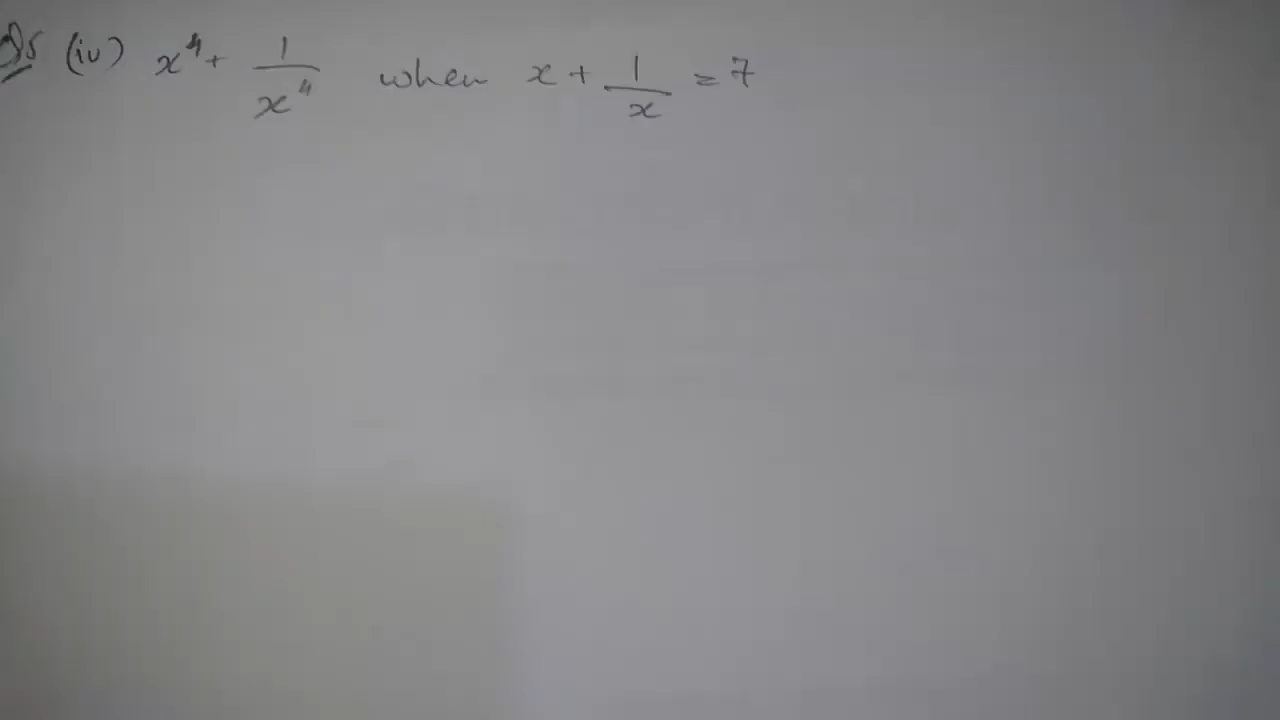 Q5 (iv) x⁴ + 1/x⁴ when x + 1/x = 7